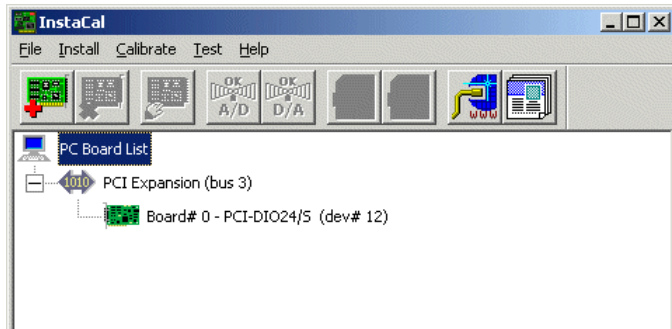 InstaCal
File Install Calibrate Test Help
OK A/D OK D/A
PC Board List
1010 PCI Expansion (bus 3)
Board# 0 - PCI-DIO24/S (dev# 12)